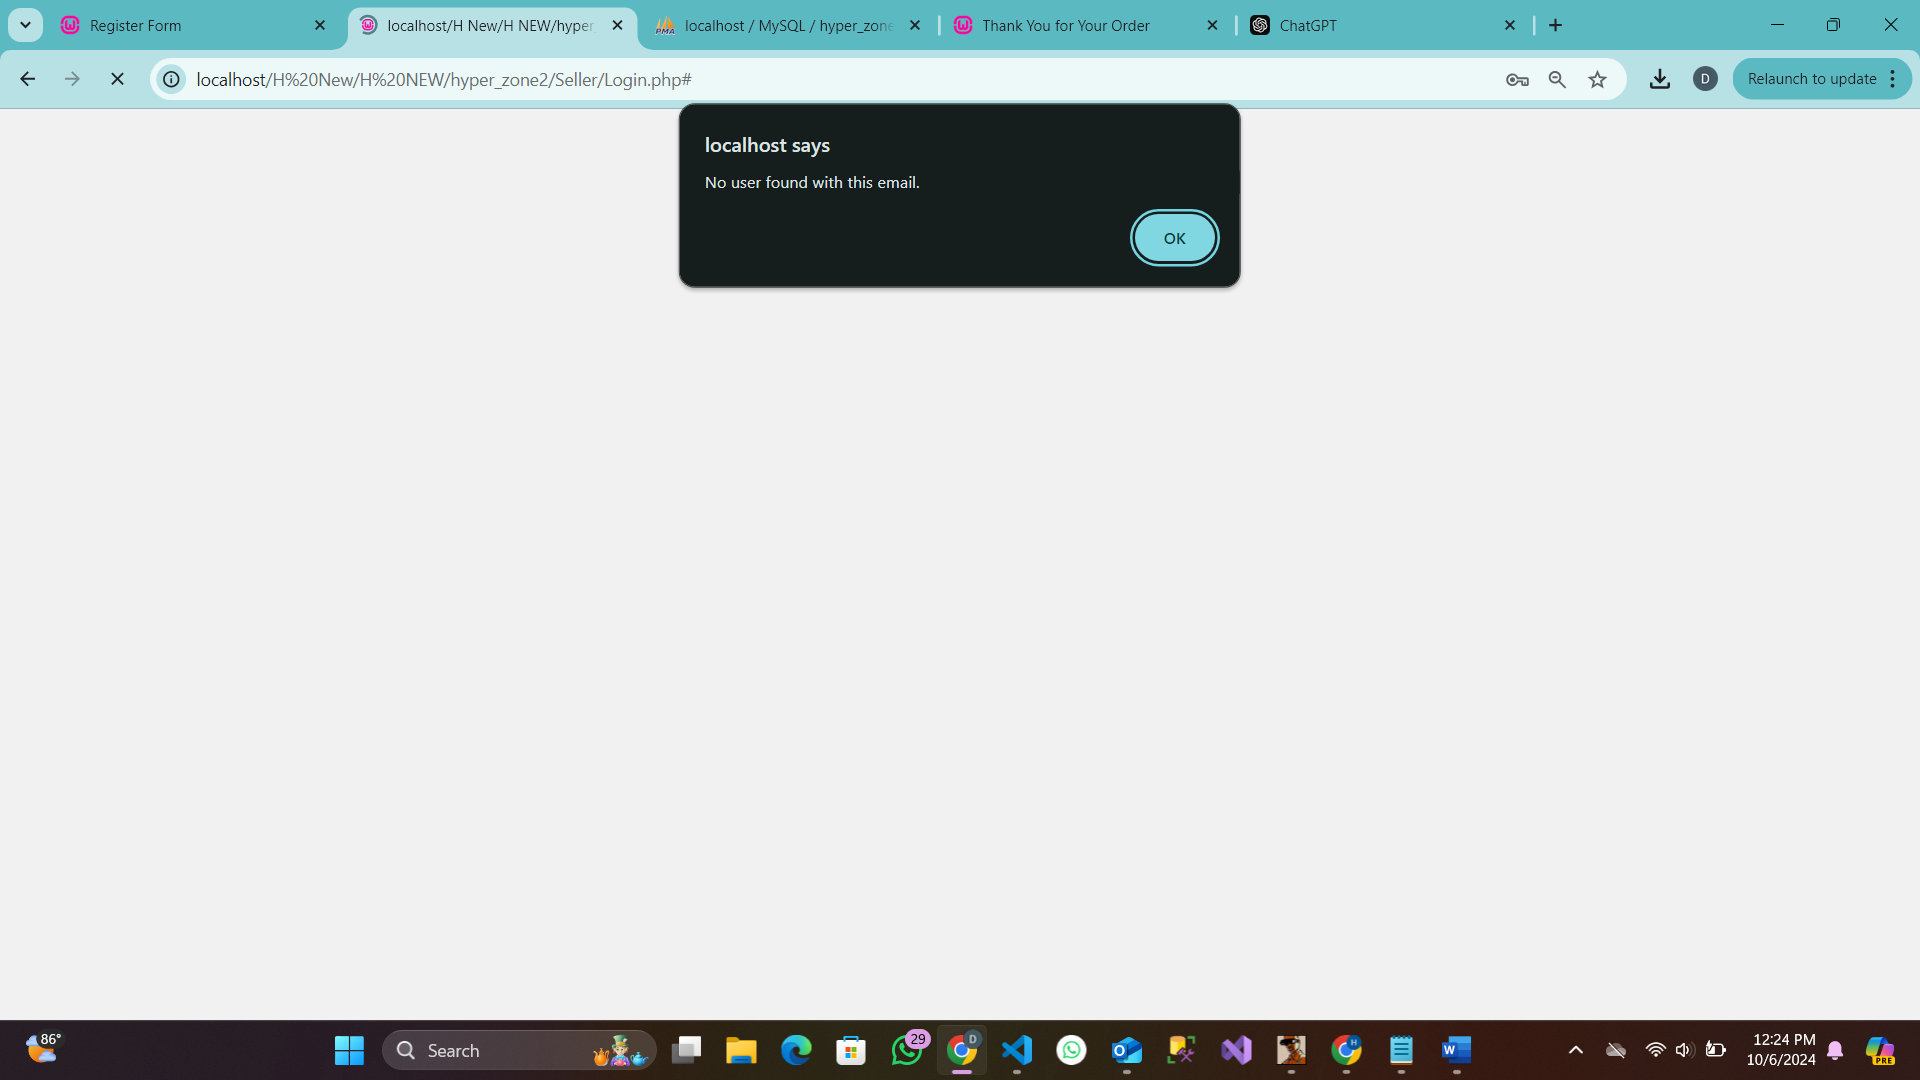 Register Form
localhost/H New/H NEW/hyper_
localhost / MySQL / hyper_zone
Thank You for Your Order
ChatGPT
localhost/H%20New/H%20NEW/hyper_zone2/Seller/Login.php#
D
Relaunch to update
localhost says
No user found with this email.
OK
86°
Search
29
D
H
12:24 PM
10/6/2024
PRE